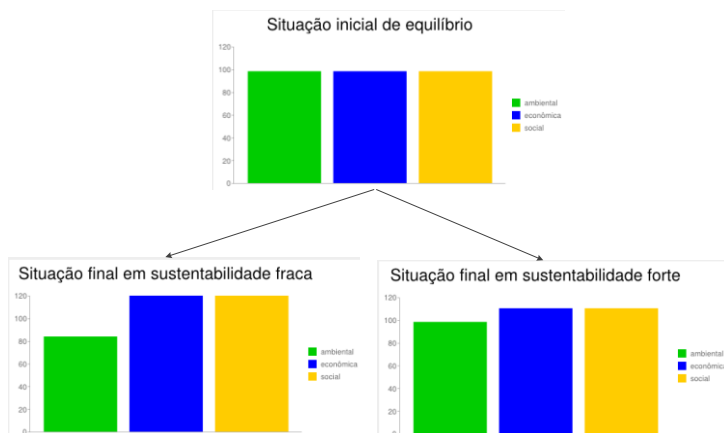 Situação inicial de equilíbrio
120
100
80
60
40
20
0
ambiental
econômica
social
Situação final em sustentabilidade fraca
120
100
80
60
40
20
0
ambiental
econômica
social
Situação final em sustentabilidade forte
120
100
80
60
40
20
0
ambiental
econômica
social